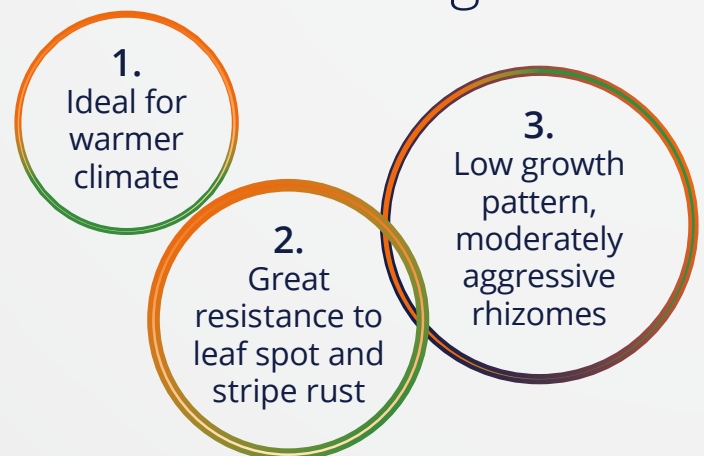 1.
Ideal for
warmer
climate
2.
Great
resistance to
leaf spot and
stripe rust
3.
Low growth
pattern,
moderately
aggressive
rhizomes